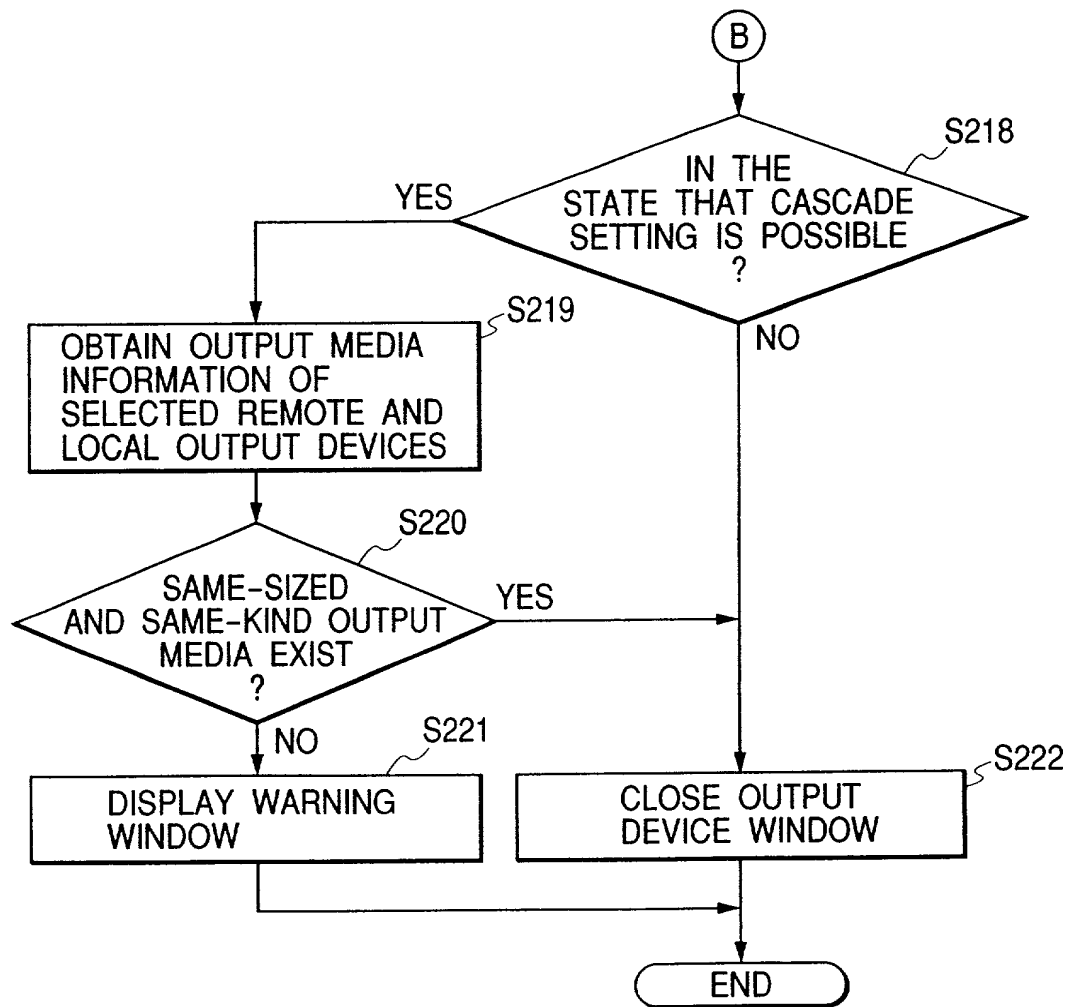 B
S218
IN THE
STATE THAT CASCADE
SETTING IS POSSIBLE
?
YES
NO
S219
OBTAIN OUTPUT MEDIA
INFORMATION OF
SELECTED REMOTE AND
LOCAL OUTPUT DEVICES
S220
SAME-SIZED
AND SAME-KIND OUTPUT
MEDIA EXIST
?
YES
NO
S221
DISPLAY WARNING
WINDOW
S222
CLOSE OUTPUT
DEVICE WINDOW
END